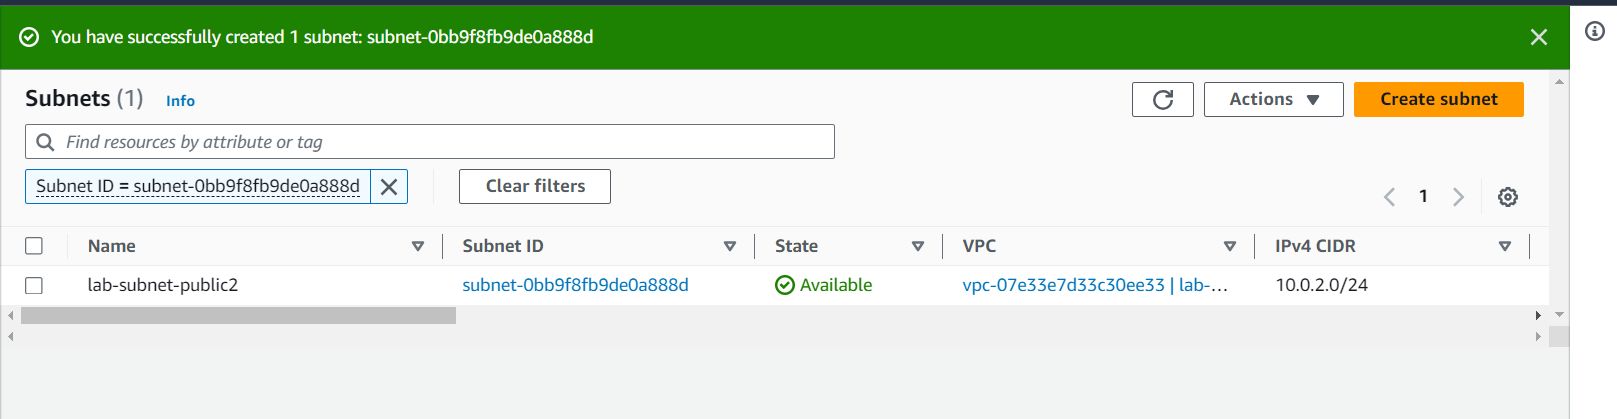 You have successfully created 1 subnet: subnet-0bb9f8fb9de0a888d
Subnets (1) Info
Actions
Create subnet
Find resources by attribute or tag
Subnet ID = subnet-0bb9f8fb9de0a888d
Clear filters
1
Name Subnet ID State VPC IPv4 CIDR
lab-subnet-public2 subnet-0bb9f8fb9de0a888d Available vpc-07e33e7d33c30ee33 | lab-... 10.0.2.0/24